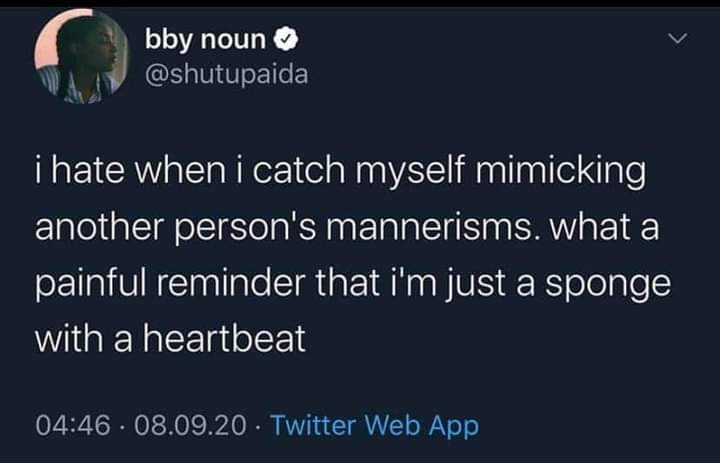 bby noun
@shutupaida
i hate when i catch myself mimicking
another person's mannerisms. what a
painful reminder that i'm just a sponge
with a heartbeat
04:46 · 08.09.20 · Twitter Web App